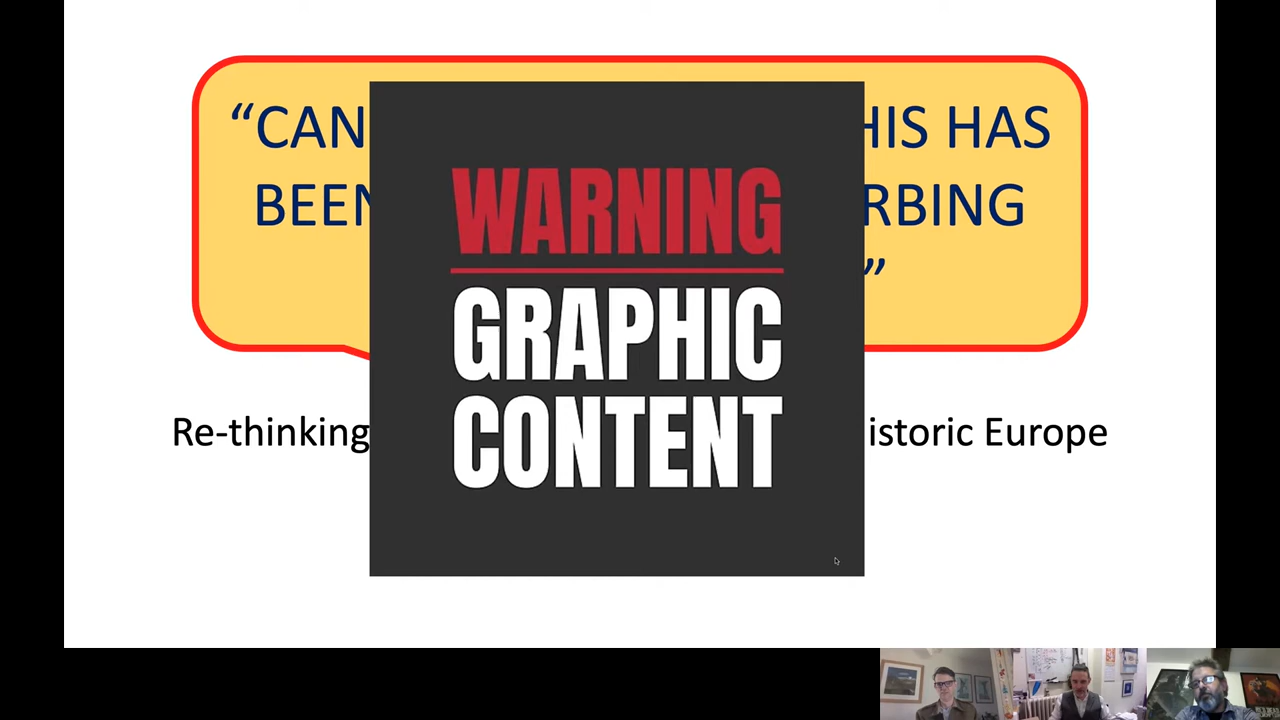 “CAN HIS HAS
BEEN RBING
”
WARNING
GRAPHIC
CONTENT
Re-thinking istoric Europe